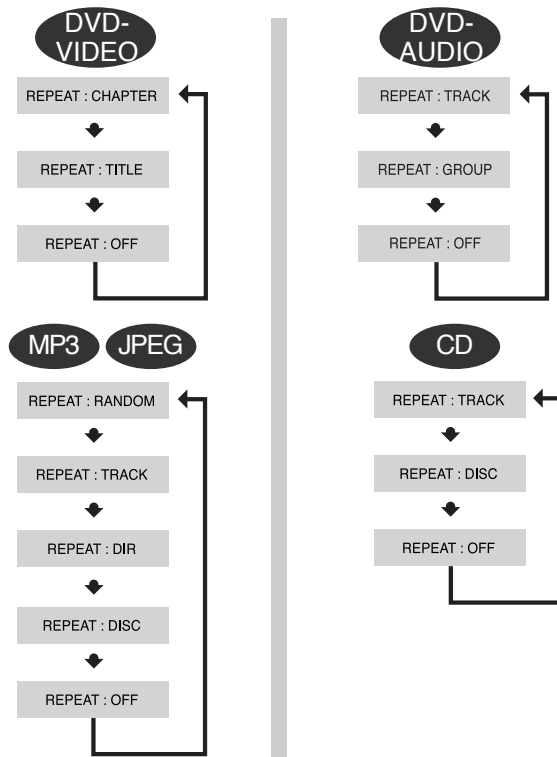 DVD-
VIDEO
REPEAT : CHAPTER
REPEAT : TITLE
REPEAT : OFF
DVD-
AUDIO
REPEAT : TRACK
REPEAT : GROUP
REPEAT : OFF
MP3 JPEG
REPEAT : RANDOM
REPEAT : TRACK
REPEAT : DIR
REPEAT : DISC
REPEAT : OFF
CD
REPEAT : TRACK
REPEAT : DISC
REPEAT : OFF